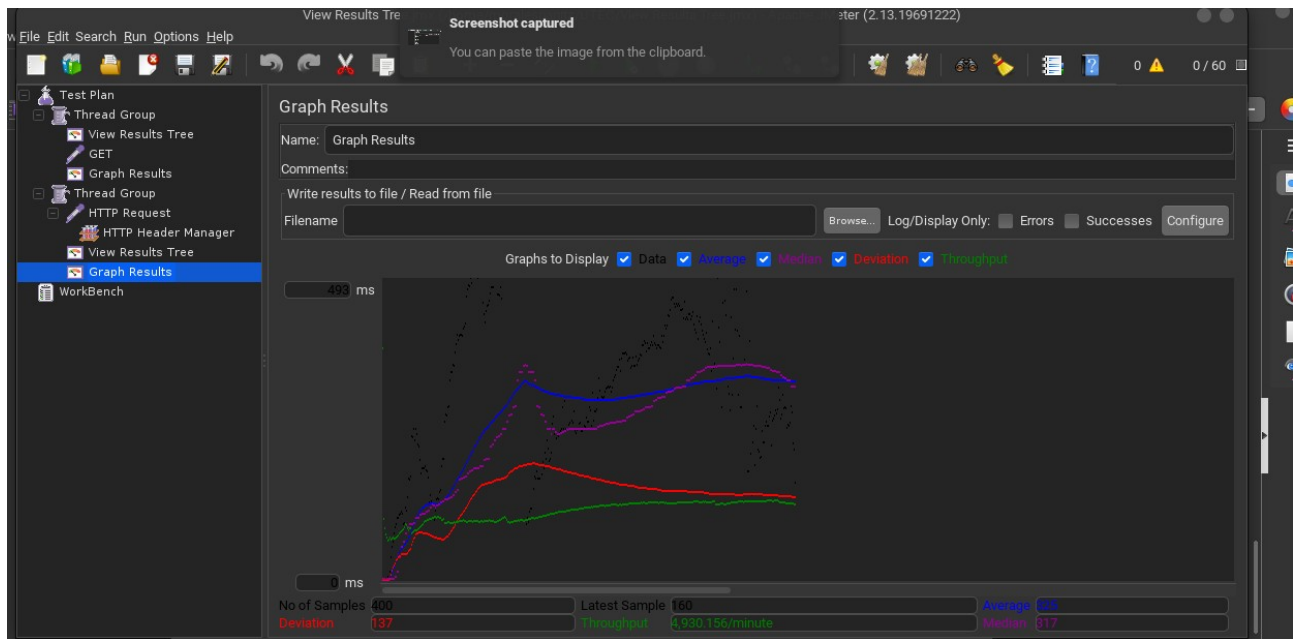 View Results Tre
eter (2.13.19691222)
Screenshot captured
You can paste the image from the clipboard.
File Edit Search Run Options Help
0
0 / 60
Test Plan
Thread Group
View Results Tree
GET
Graph Results
Thread Group
HTTP Request
HTTP Header Manager
View Results Tree
Graph Results
WorkBench
Graph Results
Name: Graph Results
Comments:
Write results to file / Read from file
Filename Browse... Log/Display Only: Errors Successes Configure
Graphs to Display Data Average Median Deviation Throughput
493 ms
0 ms
No of Samples 400 Latest Sample 160 Average
Deviation 137 Throughput 4,930.156/minute Median 317